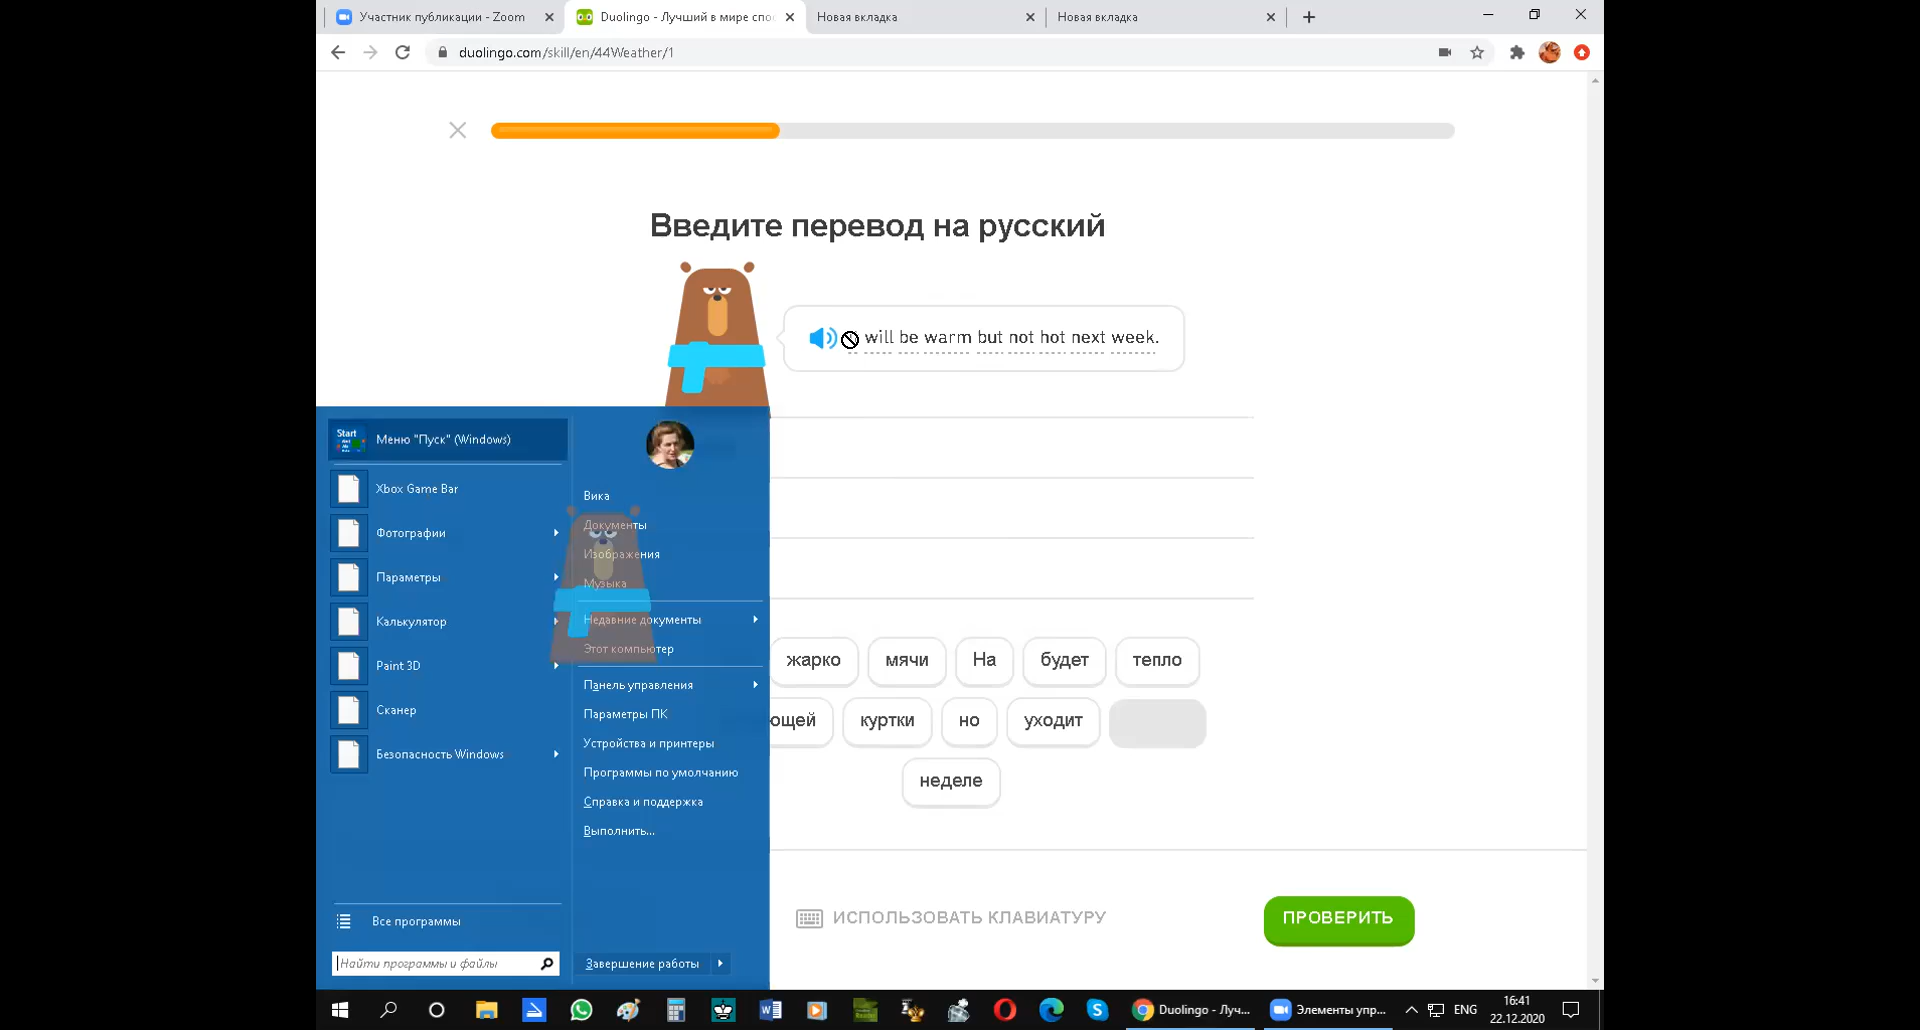 Участник публикации - Zoom
Duolingo - Лучший в мире спос
Новая вкладка
Новая вкладка
duolingo.com/skill/en/44Weather/1
Введите перевод на русский
will be warm but not hot next week.
Меню "Пуск" (Windows)
Xbox Game Bar
Фотографии
Параметры
Калькулятор
Paint 3D
Сканер
Безопасность Windows
Все программы
Найти программы и файлы
Вика
Документы
Изображения
Музыка
Недавние документы
Этот компьютер
Панель управления
Параметры ПК
Устройства и принтеры
Программы по умолчанию
Справка и поддержка
Выполнить...
Завершение работы
жарко мячи На будет тепло
ющей куртки но уходит
неделе
ИСПОЛЬЗОВАТЬ КЛАВИАТУРУ
ПРОВЕРИТЬ
Duolingo - Луч...
Элементы упр...
ENG
16:41
22.12.2020